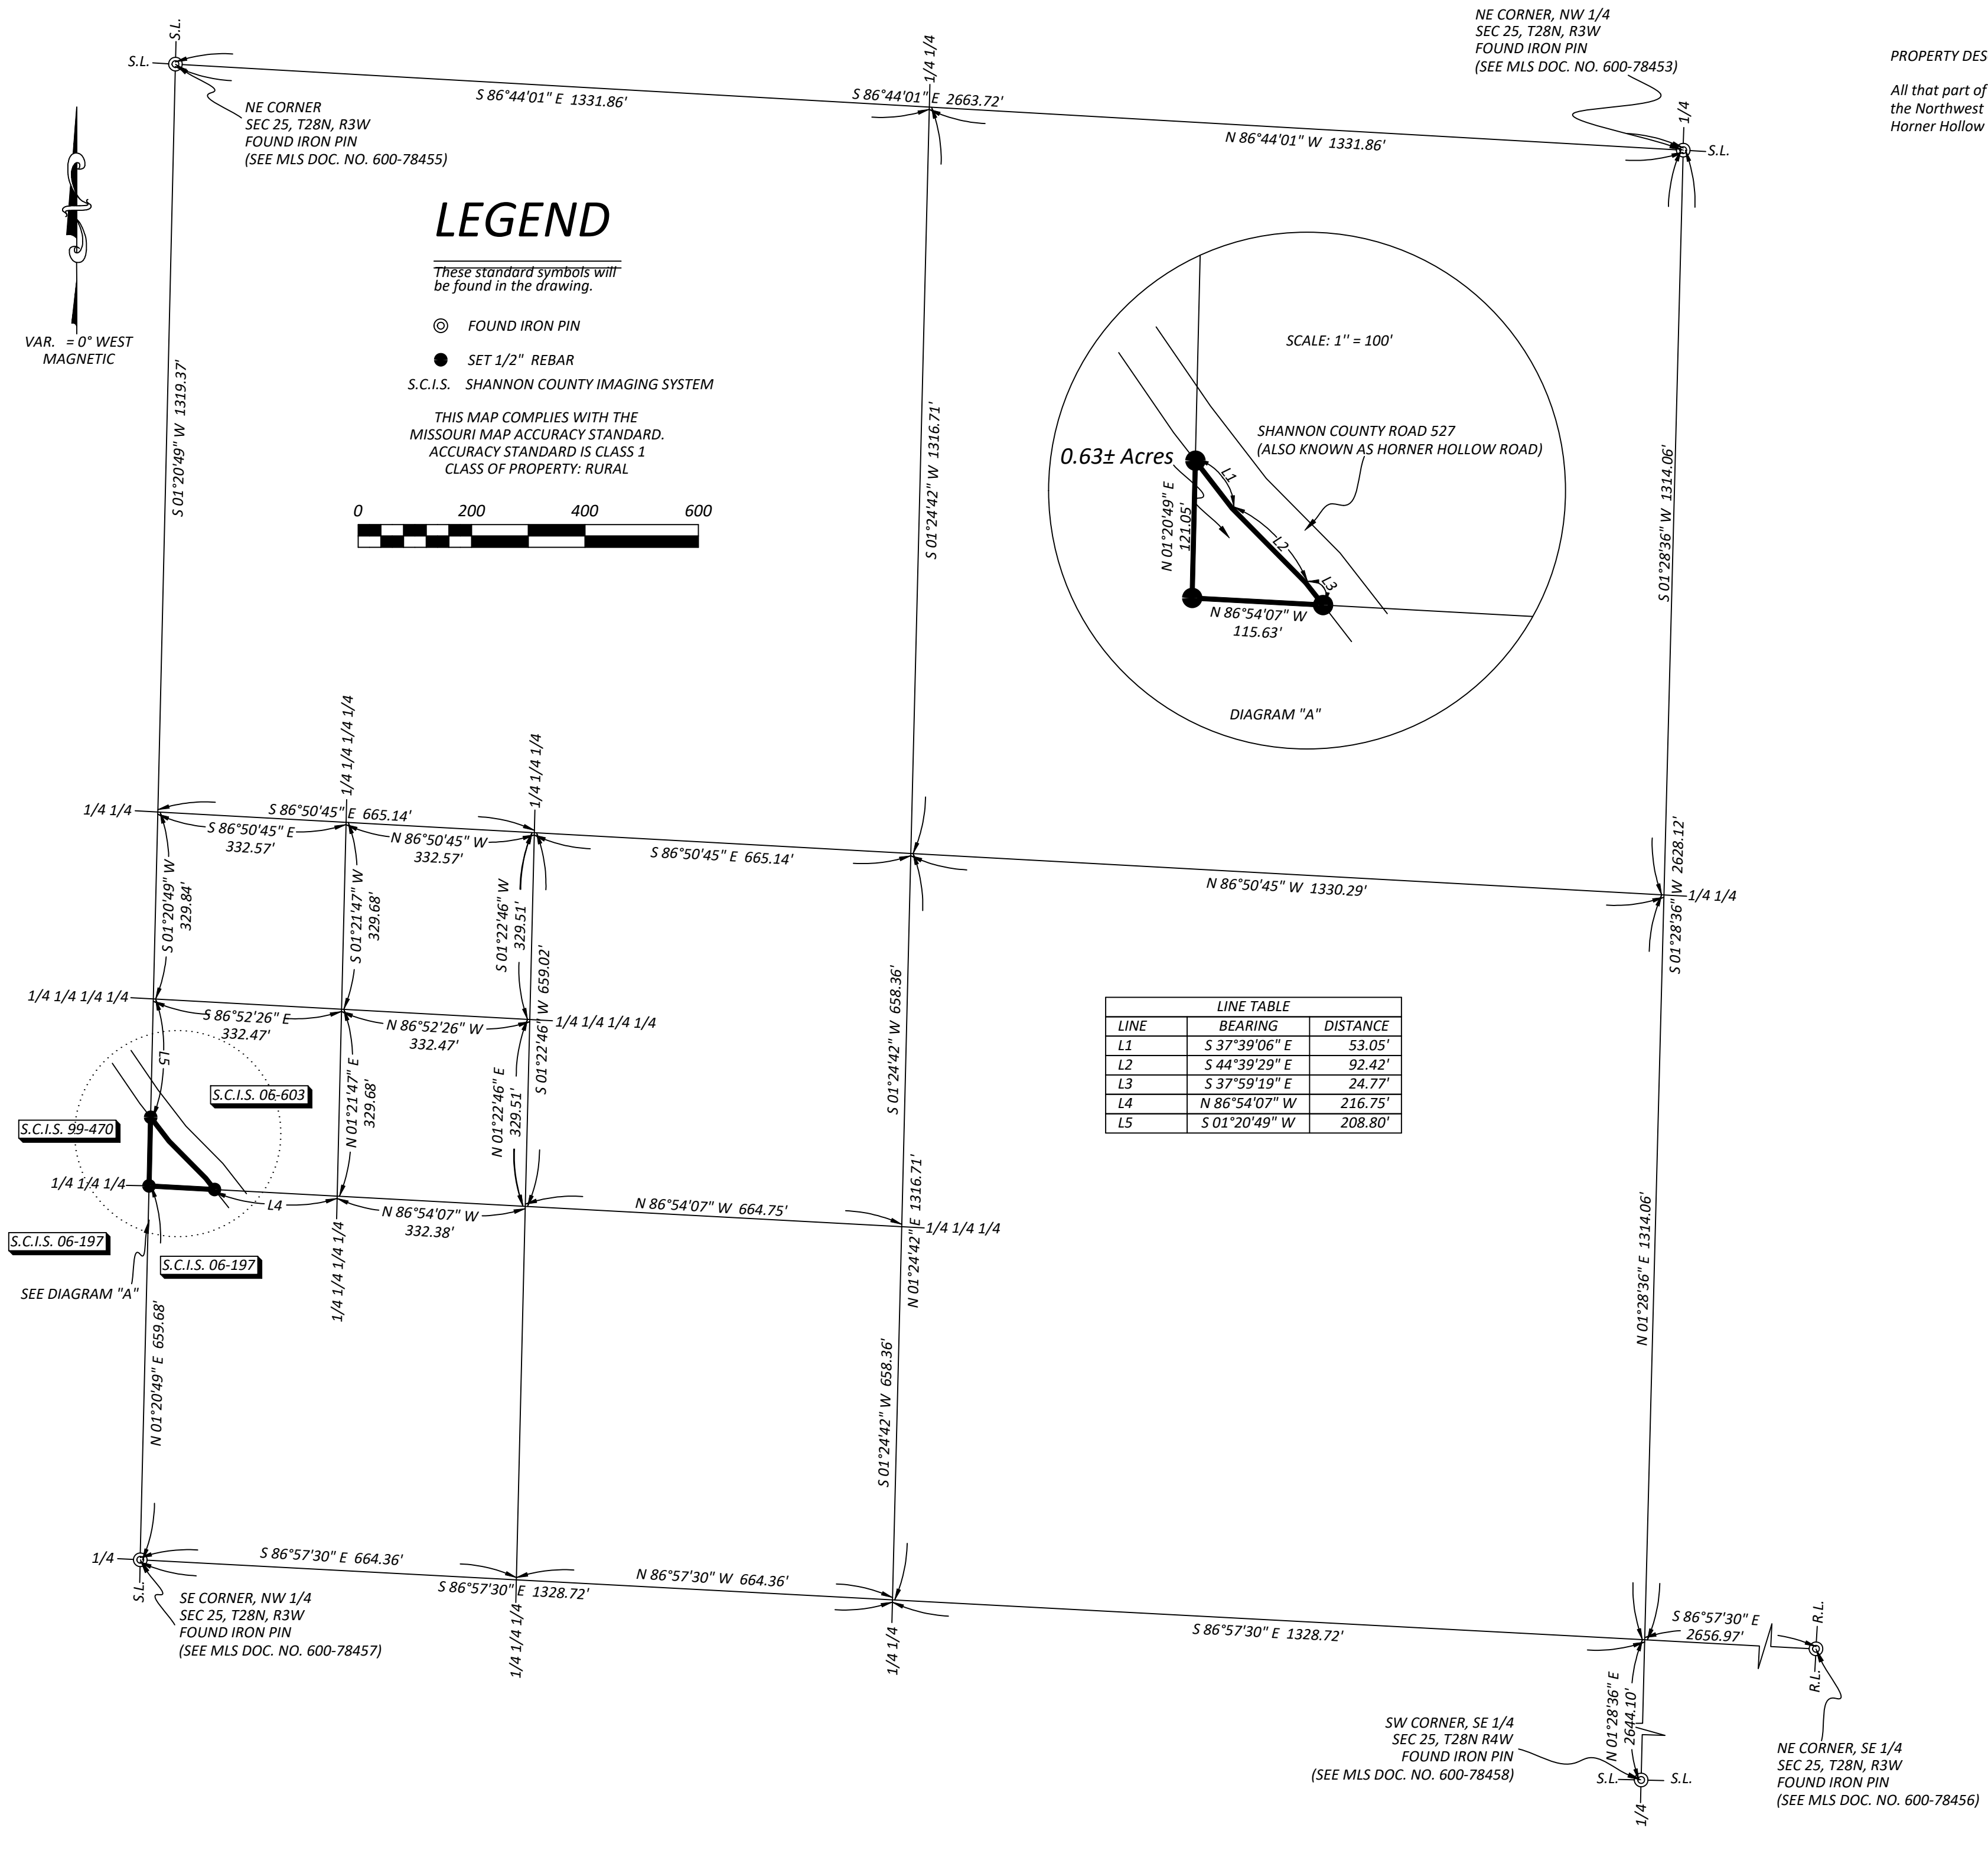 S.L.
S.L.
NE CORNER
SEC 25, T28N, R3W
FOUND IRON PIN
(SEE MLS DOC. NO. 600-78455)
S 86°44'01" E 1331.86'
S 86°44'01" E 2663.72'
1/4 1/4
N 86°44'01" W 1331.86'
NE CORNER, NW 1/4
SEC 25, T28N, R3W
FOUND IRON PIN
(SEE MLS DOC. NO. 600-78453)
1/4
S.L.
PROPERTY DES
All that part of
the Northwest
Horner Hollow
VAR. = 0° WEST
MAGNETIC
LEGEND
These standard symbols will
be found in the drawing.
FOUND IRON PIN
SET 1/2" REBAR
S.C.I.S. SHANNON COUNTY IMAGING SYSTEM
THIS MAP COMPLIES WITH THE
MISSOURI MAP ACCURACY STANDARD.
ACCURACY STANDARD IS CLASS 1
CLASS OF PROPERTY: RURAL
0 200 400 600
S 01°20'49" W 1319.37'
S 01°24'42" W 1316.71'
S 01°28'36" W 1314.06'
SCALE: 1" = 100'
SHANNON COUNTY ROAD 527
(ALSO KNOWN AS HORNER HOLLOW ROAD)
0.63± Acres
L1
L2
L3
N 01°20'49" E
121.05'
N 86°54'07" W
115.63'
DIAGRAM "A"
1/4 1/4 1/4 1/4
1/4 1/4 1/4
1/4 1/4
S 86°50'45" E 665.14'
S 86°50'45" E
332.57'
N 86°50'45" W
332.57'
S 86°50'45" E 665.14'
N 86°50'45" W 1330.29'
S 01°28'36" W 2628.12'
1/4 1/4
S 01°20'49" W
329.84'
S 01°21'47" W
329.68'
S 01°22'46" W
329.51'
S 01°22'46" W 659.02'
1/4 1/4 1/4 1/4
S 86°52'26" E
332.47'
N 86°52'26" W
332.47'
1/4 1/4 1/4 1/4
S 01°24'42" W 658.36'
LINE TABLE
LINE BEARING DISTANCE
L1 S 37°39'06" E 53.05'
L2 S 44°39'29" E 92.42'
L3 S 37°59'19" E 24.77'
L4 N 86°54'07" W 216.75'
L5 S 01°20'49" W 208.80'
L5
S.C.I.S. 06-603
S.C.I.S. 99-470
N 01°21'47" E
329.68'
N 01°22'46" E
329.51'
1/4 1/4 1/4
L4
N 86°54'07" W
332.38'
N 86°54'07" W 664.75'
1/4 1/4 1/4
N 01°24'42" E 1316.71'
S.C.I.S. 06-197
S.C.I.S. 06-197
SEE DIAGRAM "A"
1/4 1/4 1/4 1/4
N 01°20'49" E 659.68'
S 01°24'42" W 658.36'
N 01°28'36" E 1314.06'
1/4
S.L.
S 86°57'30" E 664.36'
S 86°57'30" E 1328.72'
N 86°57'30" W 664.36'
SE CORNER, NW 1/4
SEC 25, T28N, R3W
FOUND IRON PIN
(SEE MLS DOC. NO. 600-78457)
1/4 1/4 1/4
1/4 1/4
S 86°57'30" E 1328.72'
S 86°57'30" E
2656.97'
R.L.
R.L.
N 01°28'36" E
2644.10'
SW CORNER, SE 1/4
SEC 25, T28N R4W
FOUND IRON PIN
(SEE MLS DOC. NO. 600-78458)
S.L.
S.L.
1/4
NE CORNER, SE 1/4
SEC 25, T28N, R3W
FOUND IRON PIN
(SEE MLS DOC. NO. 600-78456)